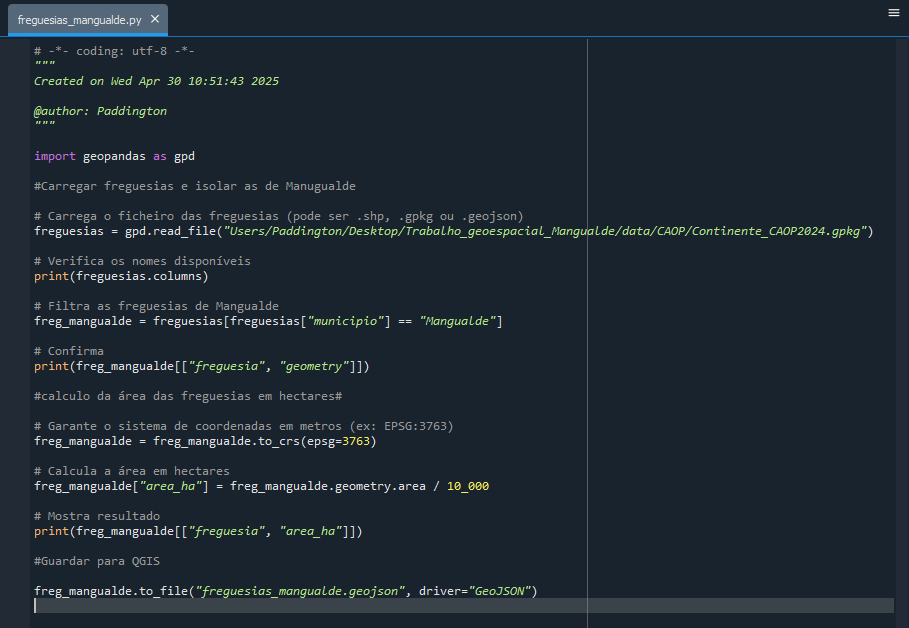 freguesias_mangualde.py
# -*- coding: utf-8 -*-
"""
Created on Wed Apr 30 10:51:43 2025
@author: Paddington
"""
import geopandas as gpd
#Carregar freguesias e isolar as de Manugualde
# Carrega o ficheiro das freguesias (pode ser .shp, .gpkg ou .geojson)
freguesias = gpd.read_file("Users/Paddington/Desktop/Trabalho_geoespacial_Mangualde/data/CAOP/Continente_CAOP2024.gpkg")
# Verifica os nomes disponíveis
print(freguesias.columns)
# Filtra as freguesias de Mangualde
freg_mangualde = freguesias[freguesias["municipio"] == "Mangualde"]
# Confirma
print(freg_mangualde[["freguesia", "geometry"]])
#calculo da área das freguesias em hectares#
# Garante o sistema de coordenadas em metros (ex: EPSG:3763)
freg_mangualde = freg_mangualde.to_crs(epsg=3763)
# Calcula a área em hectares
freg_mangualde["area_ha"] = freg_mangualde.geometry.area / 10_000
# Mostra resultado
print(freg_mangualde[["freguesia", "area_ha"]])
#Guardar para QGIS
freg_mangualde.to_file("freguesias_mangualde.geojson", driver="GeoJSON")